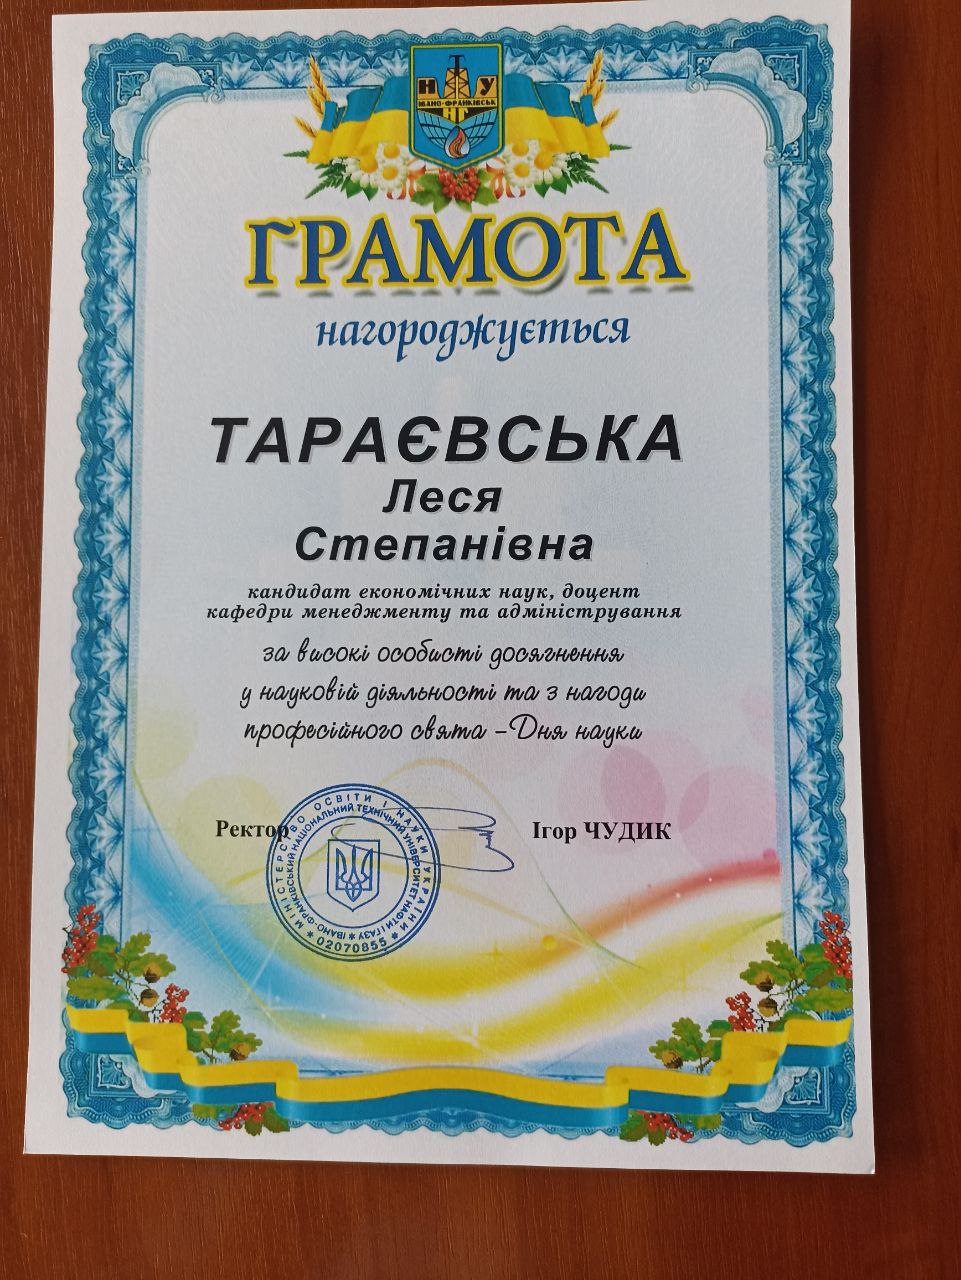 Н У
ІВАНО-ФРАНКІВСЬК
НГ
ГРАМОТА
нагороджується
ТАРАЄВСЬКА
Леся
Степанівна
кандидат економічних наук, доцент
кафедри менеджменту та адміністрування
за високі особисті досягнення
у науковій діяльності та з нагоди
професійного свята – Дня науки
Ректор
Ігор ЧУДИК
МІНІСТЕРСТВО ОСВІТИ І НАУКИ УКРАЇНИ
ІВАНО-ФРАНКІВСЬКИЙ НАЦІОНАЛЬНИЙ ТЕХНІЧНИЙ УНІВЕРСИТЕТ НАФТИ І ГАЗУ
* 02070855 *